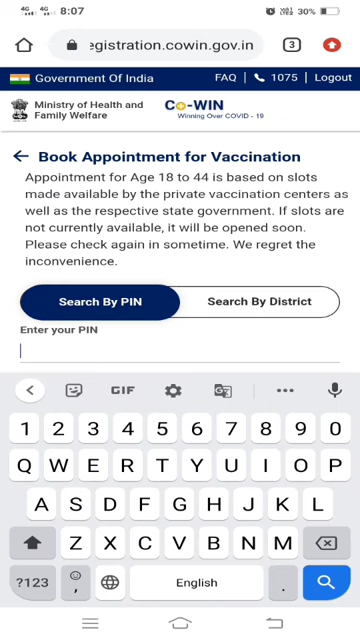 4G 4G 8:07 30%
egistration.cowin.gov.in 3
Government Of India FAQ 1075 Logout
Ministry of Health and Family Welfare
Co-WIN
Winning Over COVID - 19
Book Appointment for Vaccination
Appointment for Age 18 to 44 is based on slots
made available by the private vaccination centers as
well as the respective state government. If slots are
not currently available, it will be opened soon.
Please check again in sometime. We regret the
inconvenience.
Search By PIN Search By District
Enter your PIN
GIF
1 2 3 4 5 6 7 8 9 0
Q W E R T Y U I O P
A S D F G H J K L
Z X C V B N M
?123 , English .